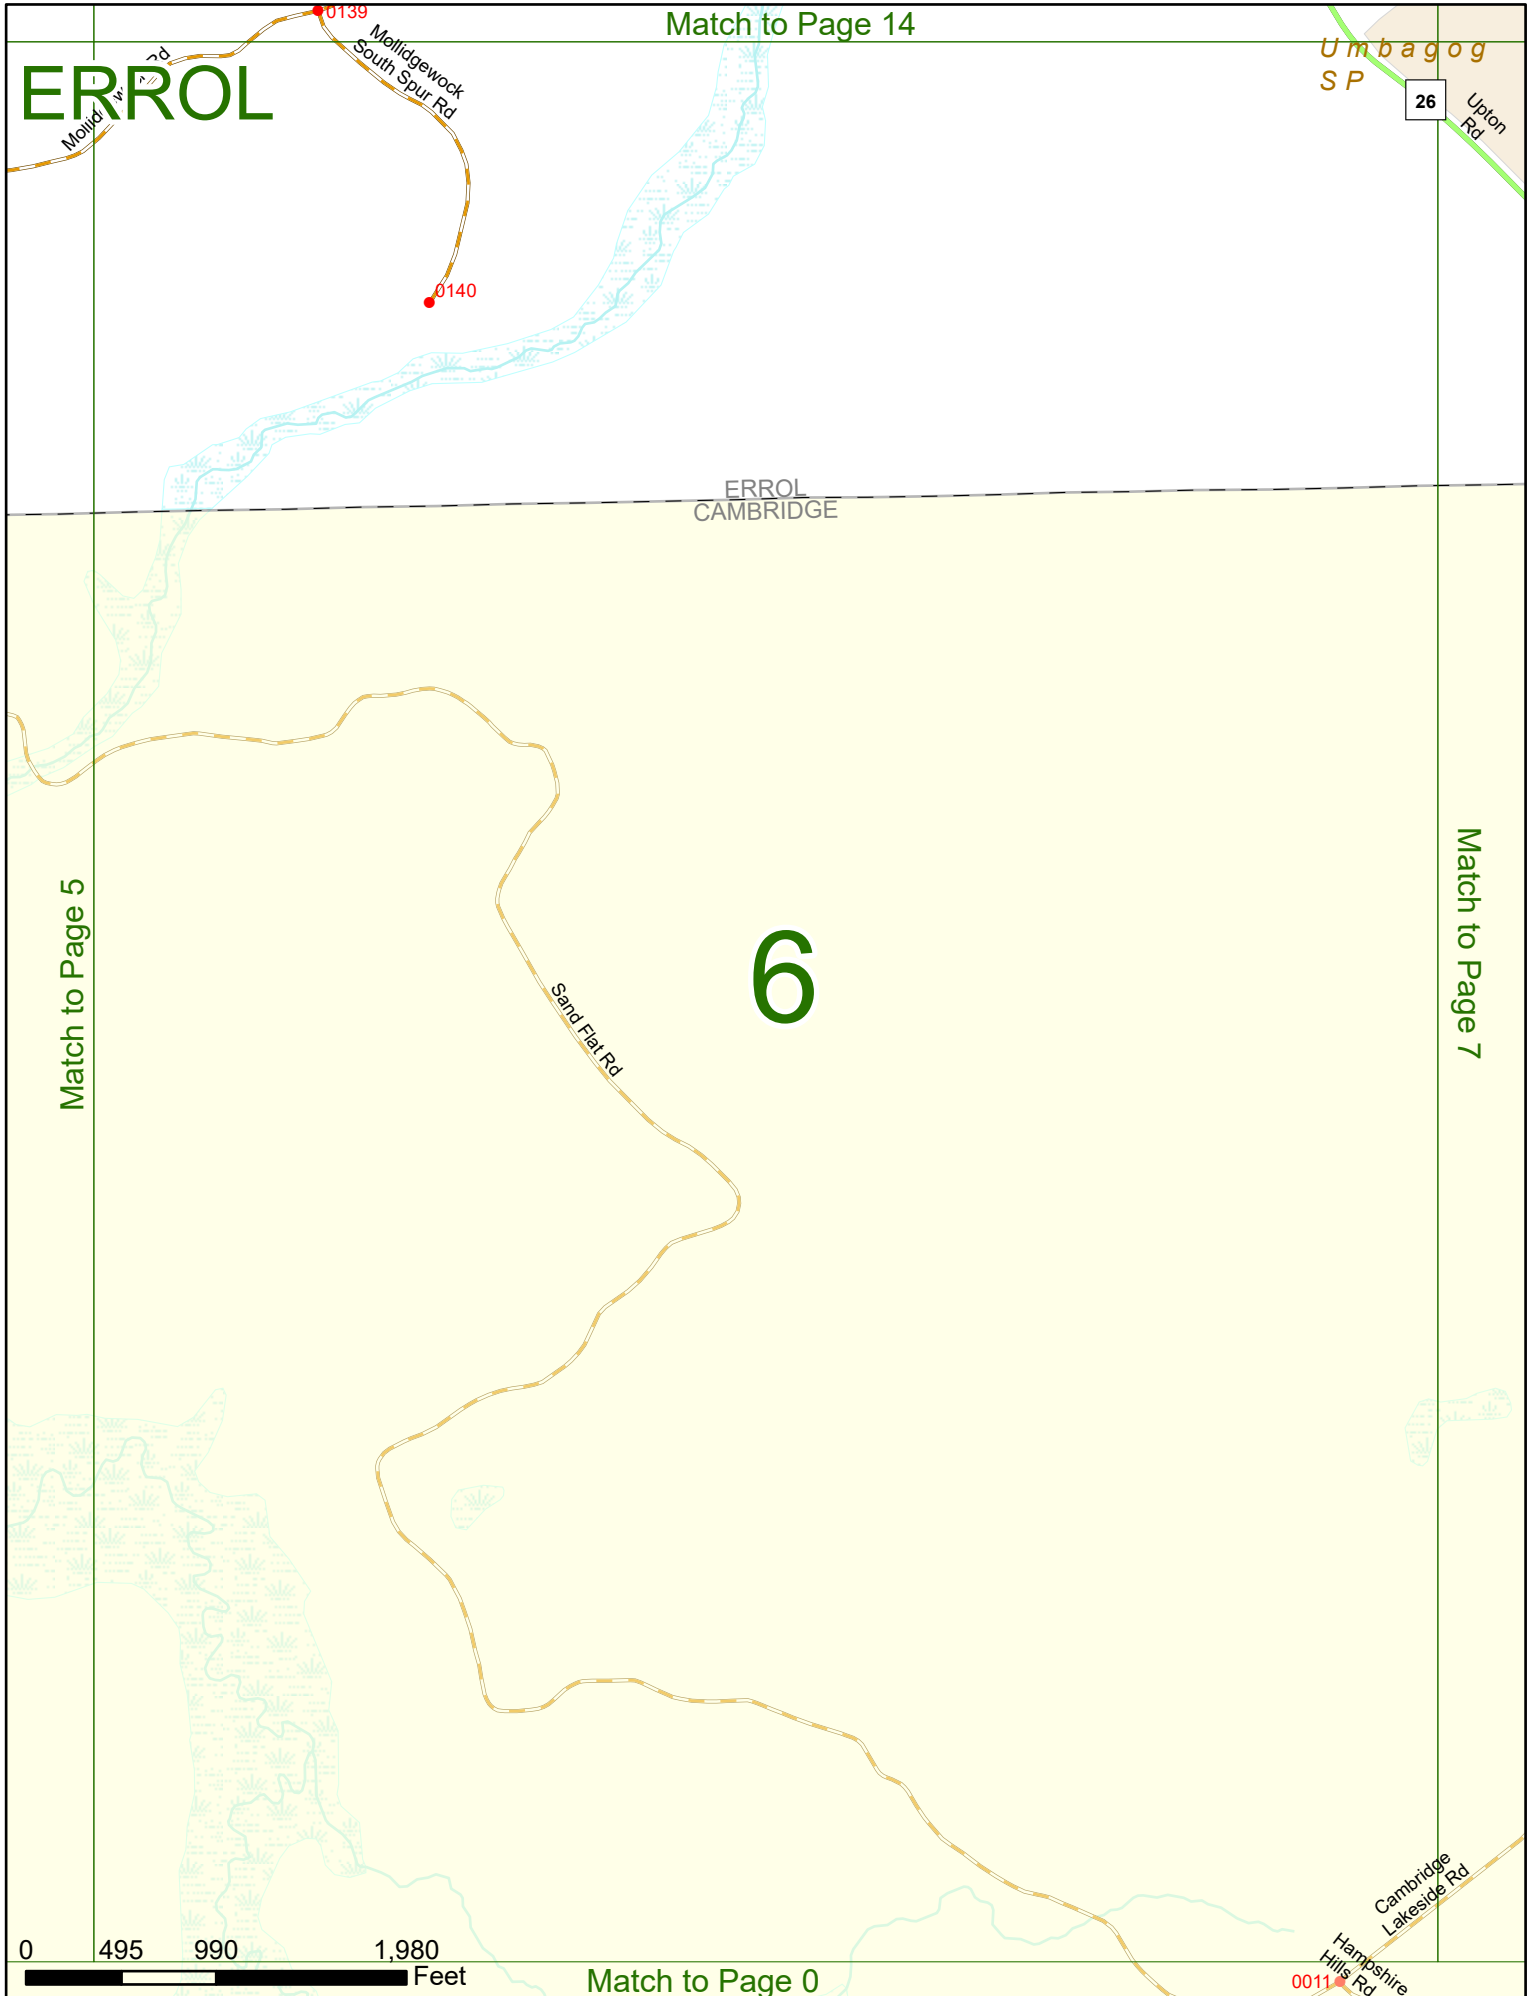 0139
Match to Page 14
ERROL
Rd
Mollidgewock
South Spur Rd
Umbagog
SP
26
Upton
Rd
0140
ERROL
CAMBRIDGE
Match to Page 5
6
Match to Page 7
Sand Flat Rd
Cambridge
Lakeside Rd
Hampshire
Hills Rd
0011
0 495 990 1,980
Feet
Match to Page 0